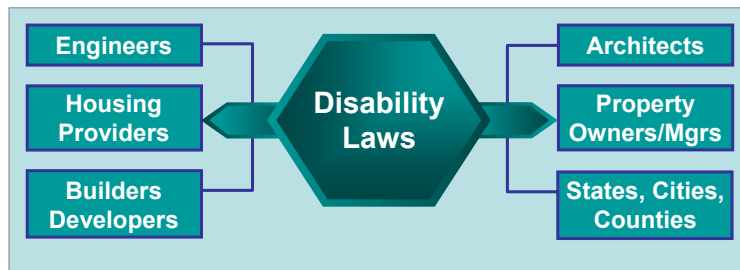 Engineers
Housing
Providers
Builders
Developers
Disability
Laws
Architects
Property
Owners/Mgrs
States, Cities,
Counties